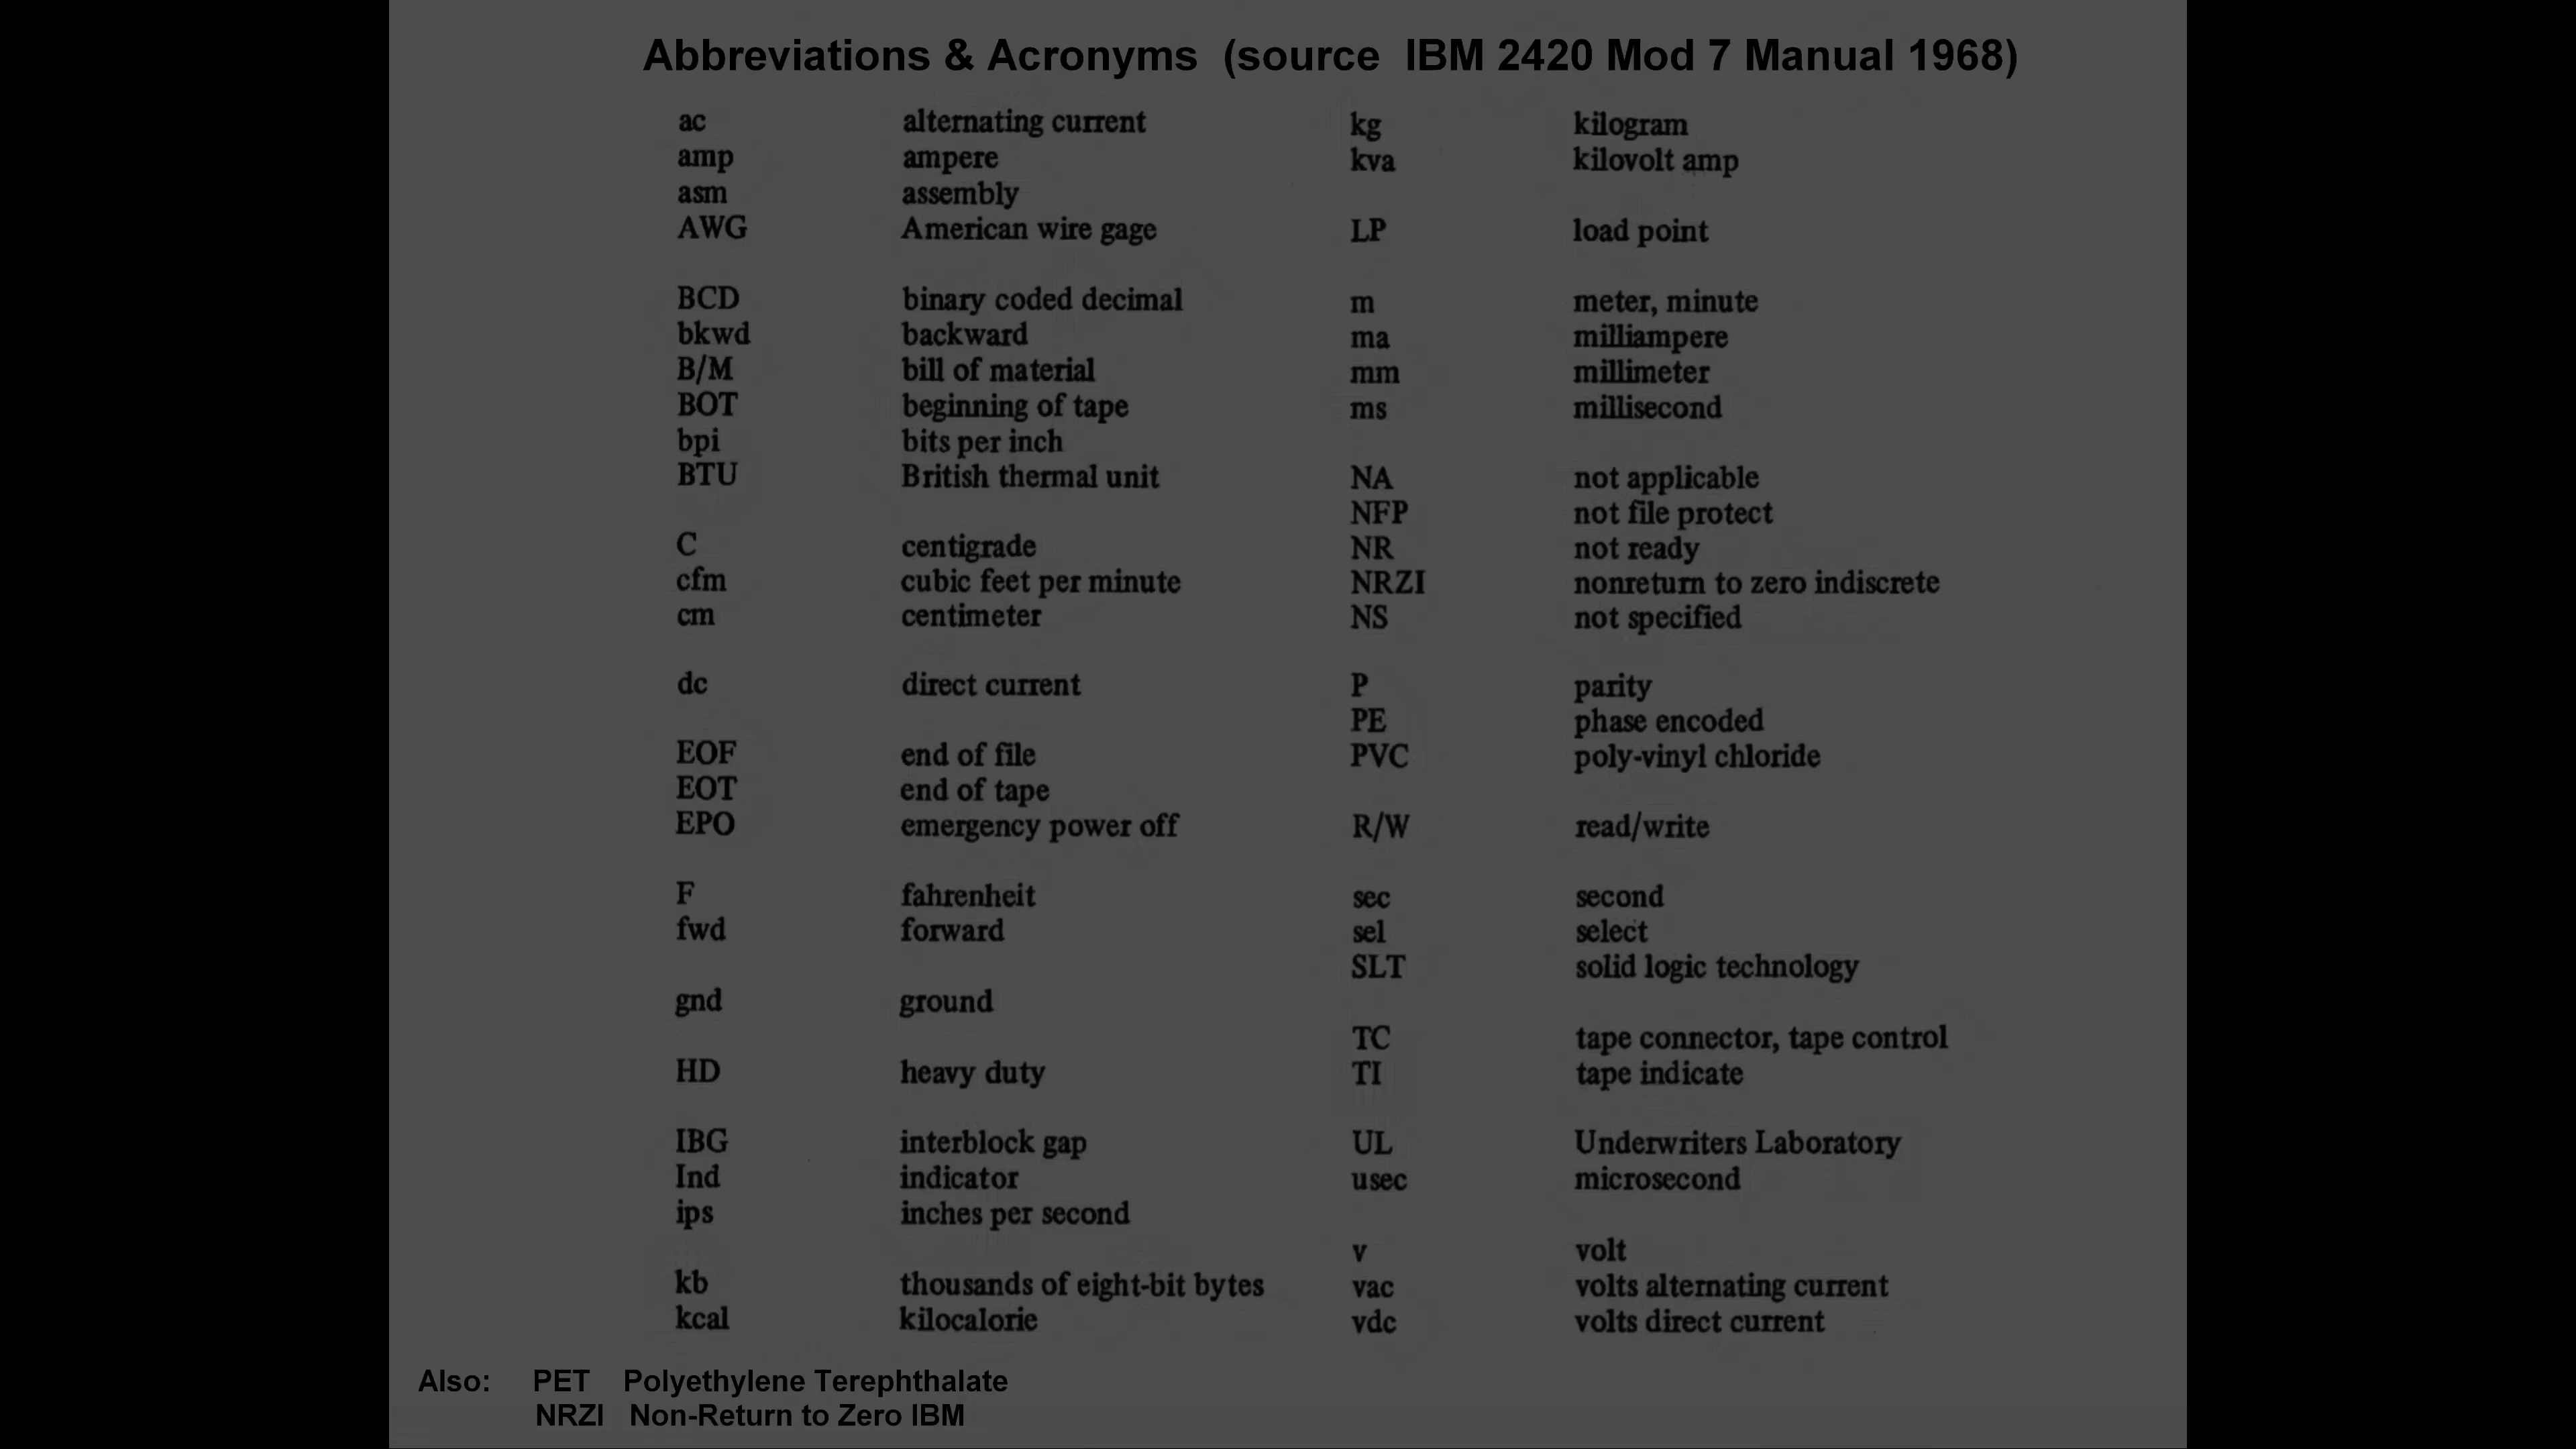 Abbreviations & Acronyms (source IBM 2420 Mod 7 Manual 1968)
ac alternating current
amp ampere
asm assembly
AWG American wire gage
BCD binary coded decimal
bkwd backward
B/M bill of material
BOT beginning of tape
bpi bits per inch
BTU British thermal unit
C centigrade
cfm cubic feet per minute
cm centimeter
dc direct current
EOF end of file
EOT end of tape
EPO emergency power off
F fahrenheit
fwd forward
gnd ground
HD heavy duty
IBG interblock gap
Ind indicator
ips inches per second
kb thousands of eight-bit bytes
kcal kilocalorie
kg kilogram
kva kilovolt amp
LP load point
m meter, minute
ma milliampere
mm millimeter
ms millisecond
NA not applicable
NFP not file protect
NR not ready
NRZI nonreturn to zero indiscrete
NS not specified
P parity
PE phase encoded
PVC poly-vinyl chloride
R/W read/write
sec second
sel select
SLT solid logic technology
TC tape connector, tape control
TI tape indicate
UL Underwriters Laboratory
usec microsecond
v volt
vac volts alternating current
vdc volts direct current
Also: PET Polyethylene Terephthalate
NRZI Non-Return to Zero IBM